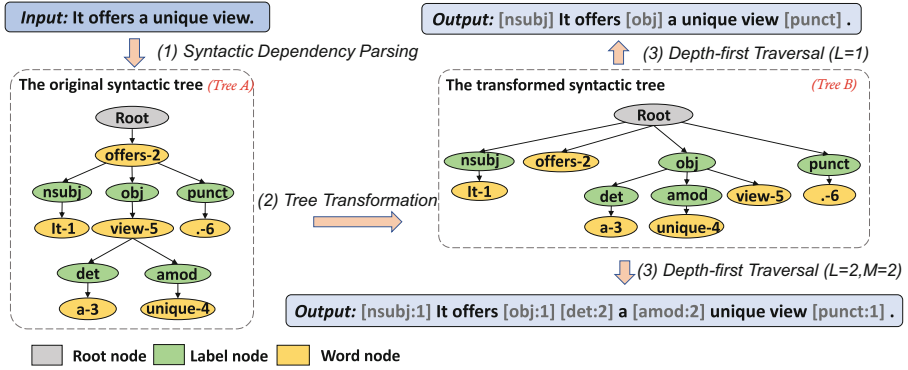 Input: It offers a unique view.
(1) Syntactic Dependency Parsing
The original syntactic tree (Tree A)
Root
offers-2
nsubj obj punct
It-1 view-5 .-6
det amod
a-3 unique-4
(2) Tree Transformation
Output: [nsubj] It offers [obj] a unique view [punct] .
(3) Depth-first Traversal (L=1)
The transformed syntactic tree (Tree B)
Root
nsubj offers-2 obj punct
It-1 det amod view-5 .-6
a-3 unique-4
(3) Depth-first Traversal (L=2,M=2)
Output: [nsubj:1] It offers [obj:1] [det:2] a [amod:2] unique view [punct:1] .
Root node Label node Word node